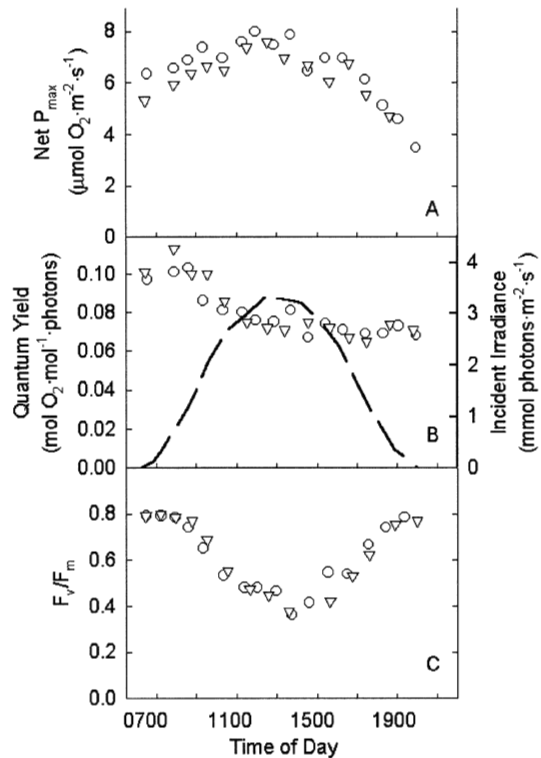 Net Pmax
(μmol O2·m-2·s-1)
8
6
4
2
0
A
Quantum Yield
(mol O2·mol-1·photons)
0.10
0.08
0.06
0.04
0.02
0.00
B
4
3
2
1
0
Incident Irradiance
(mmol photons·m-2·s-1)
Fv/Fm
0.8
0.6
0.4
0.2
0.0
C
0700 1100 1500 1900
Time of Day